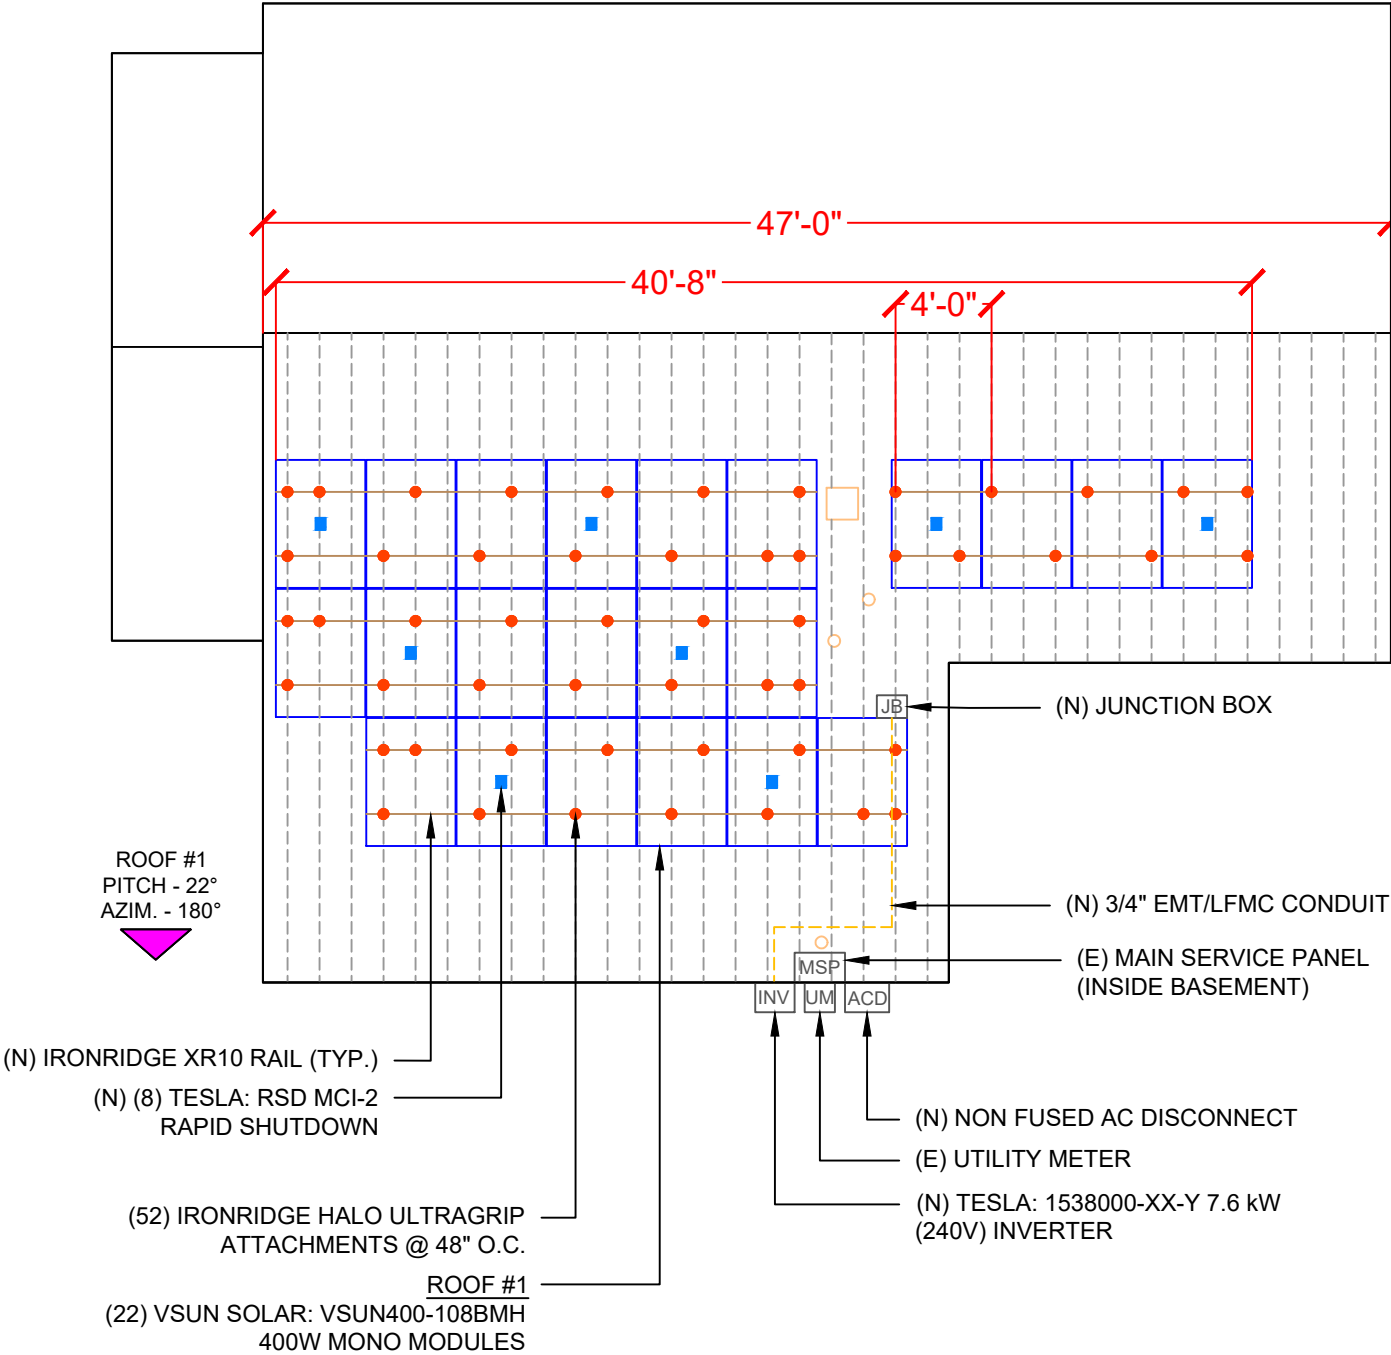 47'-0"
40'-8"
4'-0"
JB
(N) JUNCTION BOX
ROOF #1
PITCH - 22°
AZIM. - 180°
(N) 3/4" EMT/LFMC CONDUIT
(E) MAIN SERVICE PANEL
(INSIDE BASEMENT)
MSP
INV
UM
ACD
(N) IRONRIDGE XR10 RAIL (TYP.)
(N) (8) TESLA: RSD MCI-2
RAPID SHUTDOWN
(N) NON FUSED AC DISCONNECT
(E) UTILITY METER
(N) TESLA: 1538000-XX-Y 7.6 kW
(240V) INVERTER
(52) IRONRIDGE HALO ULTRAGRIP
ATTACHMENTS @ 48" O.C.
ROOF #1
(22) VSUN SOLAR: VSUN400-108BMH
400W MONO MODULES